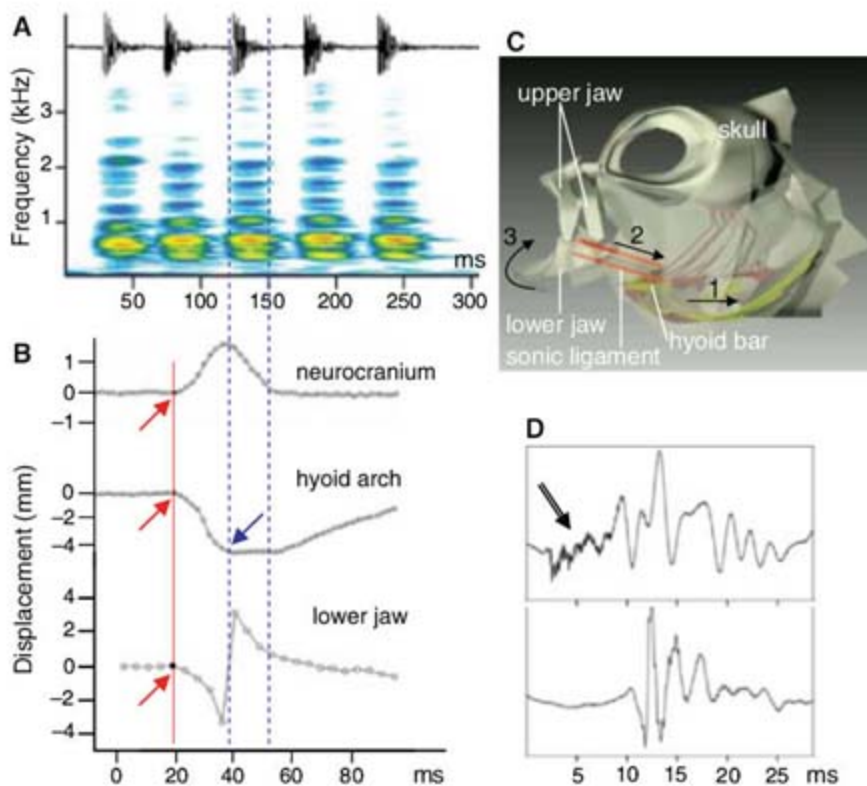 A
Frequency (kHz)
3
2
1
ms
50 100 150 200 250 300
B
Displacement (mm)
1
0
−1
neurocranium
0
−2
−4
hyoid arch
4
2
0
−2
−4
lower jaw
0 20 40 60 80 ms
C
upper jaw
skull
3
2
1
lower jaw
sonic ligament
hyoid bar
D
5 10 15 20 25 ms